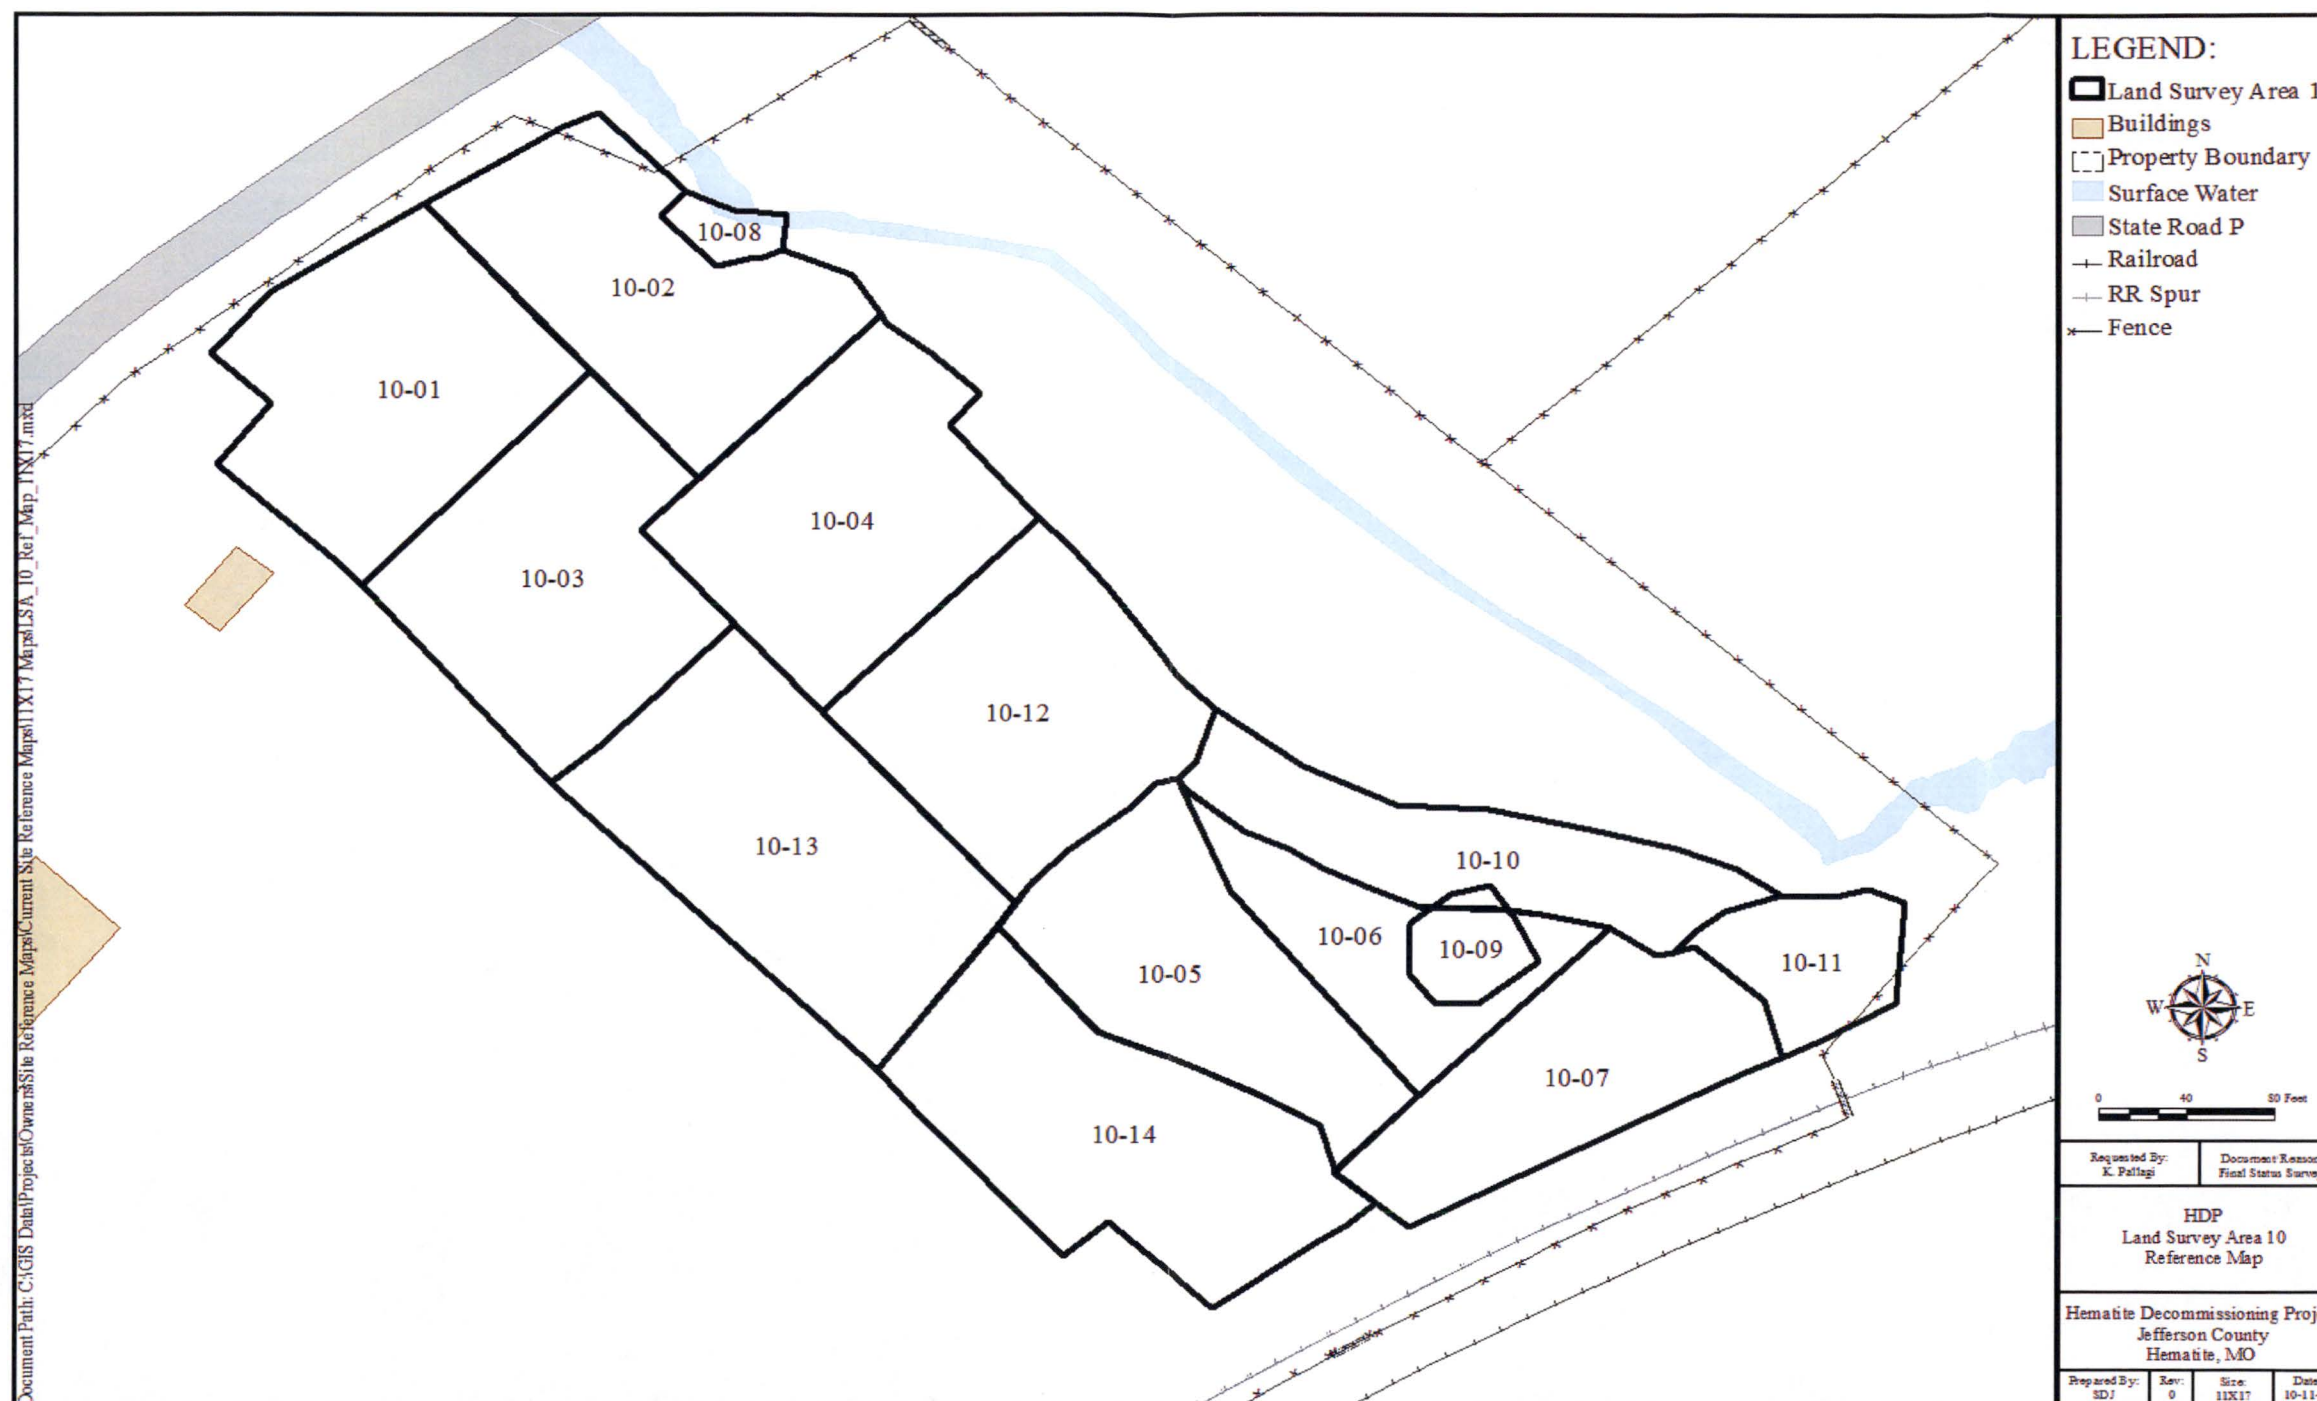 LEGEND:
Land Survey Area 1
Buildings
Property Boundary
Surface Water
State Road P
Railroad
RR Spur
Fence
10-08
10-02
10-01
10-04
10-03
10-12
10-13
10-10
10-06
10-09
10-11
10-05
10-07
10-14
N
W
E
S
0 40 80 Feet
Requested By:
K. Pallagi
Document Reason
Final Status Surve
HDP
Land Survey Area 10
Reference Map
Hematite Decommissioning Proj
Jefferson County
Hematite, MO
Prepared By:
SDJ
Rev:
0
Size:
11X17
Date
10-11-
Document Path: C:\GIS Data\Projects\Owners\Site Reference Maps\Current Site Reference Maps\11X17 Maps\LSA_10_Ref_Map_11X17.mxd